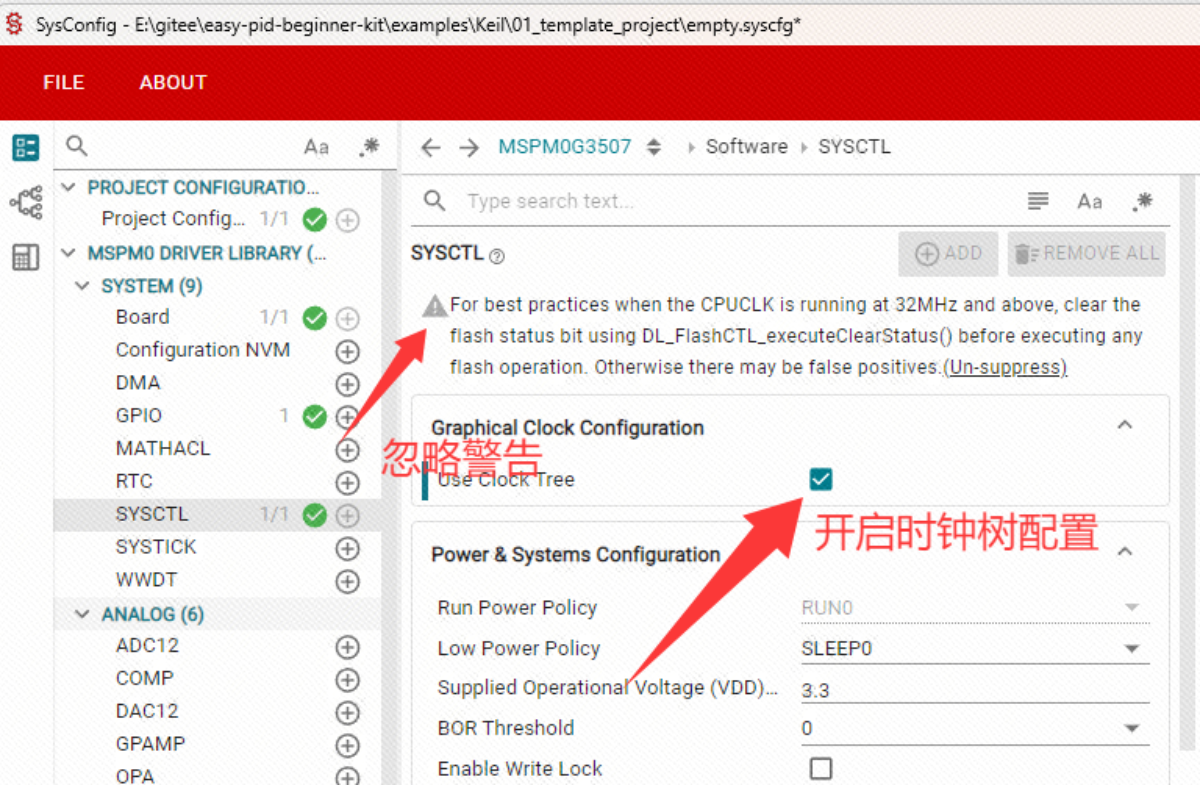 SysConfig - E:\gitee\easy-pid-beginner-kit\examples\Keil\01_template_project\empty.syscfg*
FILE ABOUT
Aa .*
MSPM0G3507 Software SYSCTL
PROJECT CONFIGURATIO...
Project Config... 1/1
MSPM0 DRIVER LIBRARY (...
SYSTEM (9)
Board 1/1
Configuration NVM
DMA
GPIO 1
MATHACL
RTC
SYSCTL 1/1
SYSTICK
WWDT
ANALOG (6)
ADC12
COMP
DAC12
GPAMP
OPA
Type search text... Aa .*
SYSCTL ? ADD REMOVE ALL
For best practices when the CPUCLK is running at 32MHz and above, clear the
flash status bit using DL_FlashCTL_executeClearStatus() before executing any
flash operation. Otherwise there may be false positives.(Un-suppress)
Graphical Clock Configuration
忽略警告
Use Clock Tree
开启时钟树配置
Power & Systems Configuration
Run Power Policy RUN0
Low Power Policy SLEEP0
Supplied Operational Voltage (VDD)... 3.3
BOR Threshold 0
Enable Write Lock